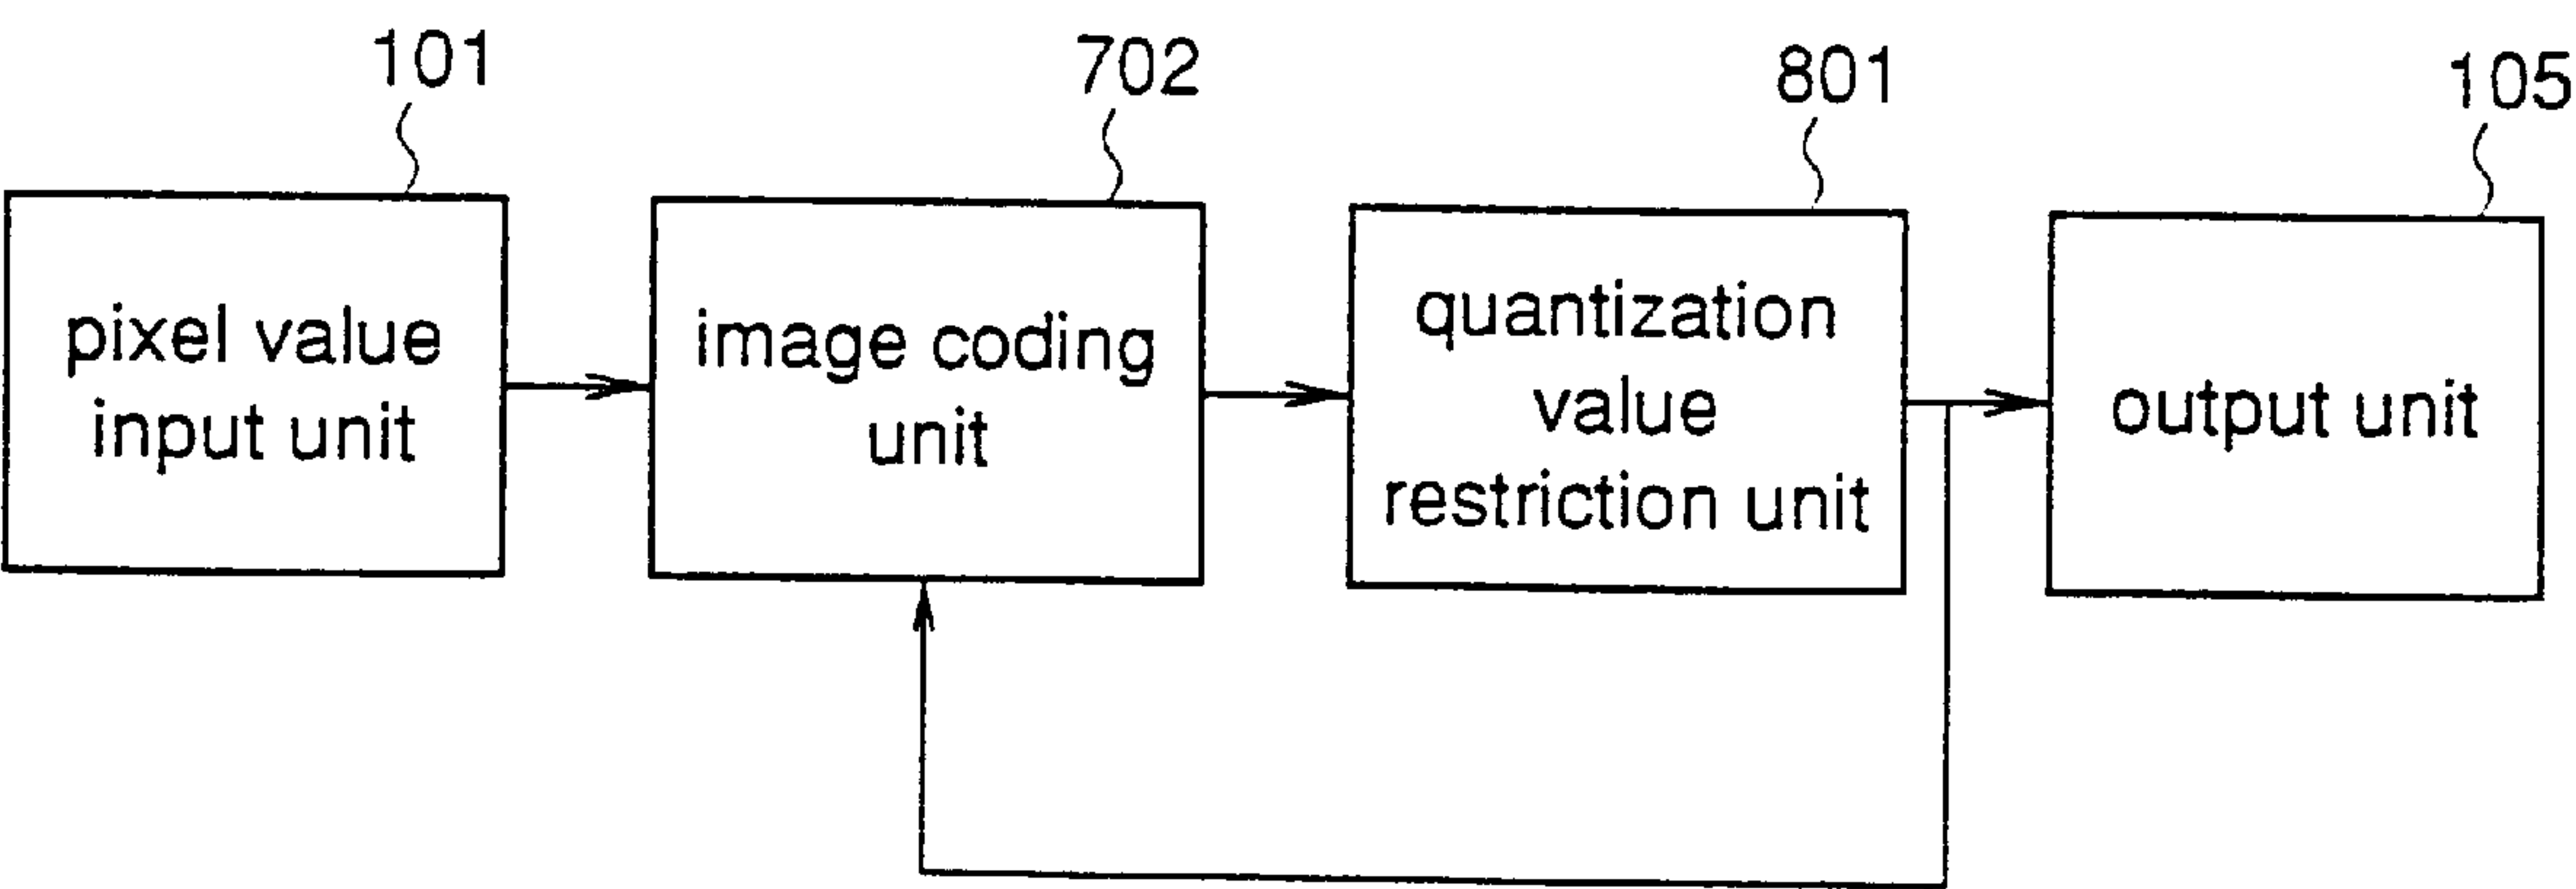 101
702
801
105
pixel value
input unit
image coding
unit
quantization
value
restriction unit
output unit